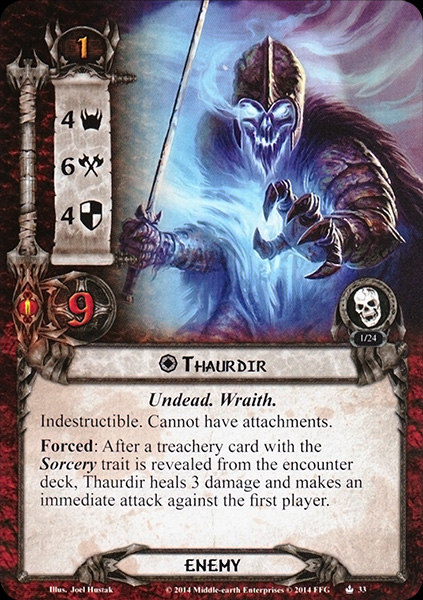 1
4
6
4
9
1/24
Thaurdir
Undead. Wraith.
Indestructible. Cannot have attachments.
Forced: After a treachery card with the
Sorcery trait is revealed from the encounter
deck, Thaurdir heals 3 damage and makes an
immediate attack against the first player.
ENEMY
Illus. Joel Hustak
© 2014 Middle-earth Enterprises © 2014 FFG
33